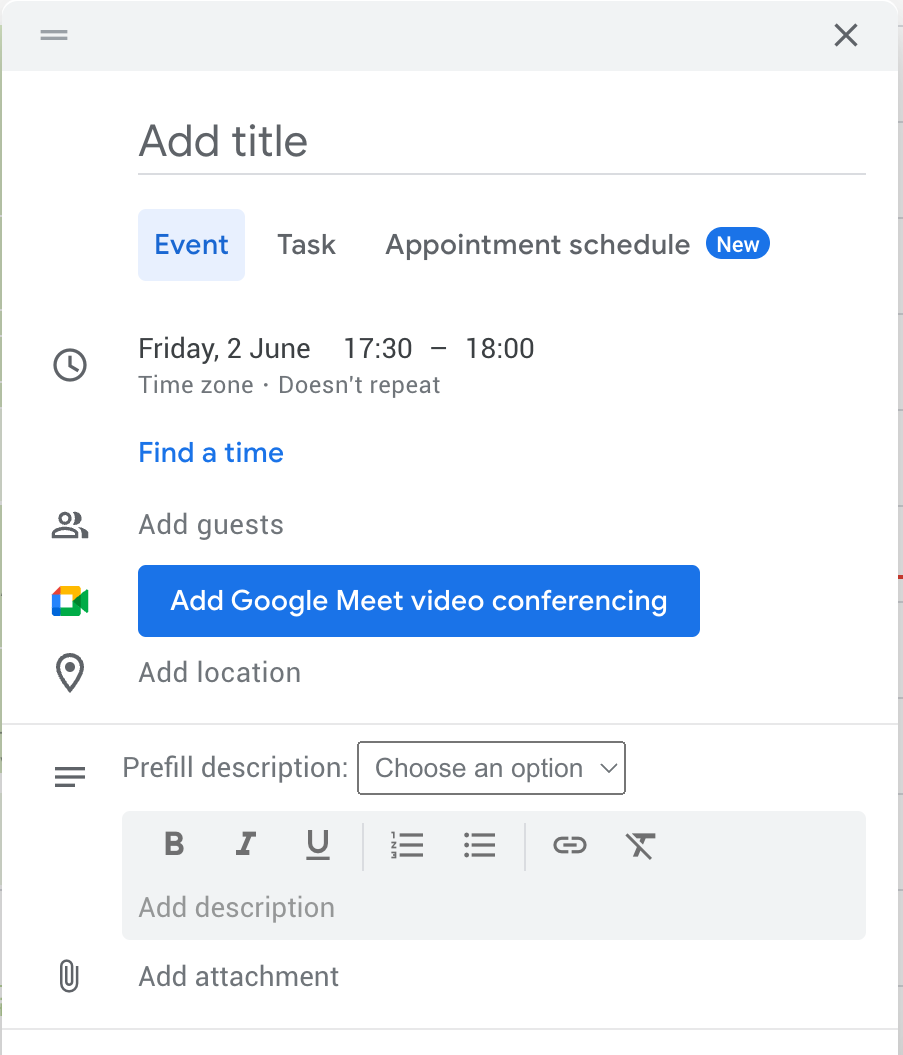 Add title
Event Task Appointment schedule New
Friday, 2 June 17:30 – 18:00
Time zone · Doesn't repeat
Find a time
Add guests
Add Google Meet video conferencing
Add location
Prefill description: Choose an option
B I U
Add description
Add attachment